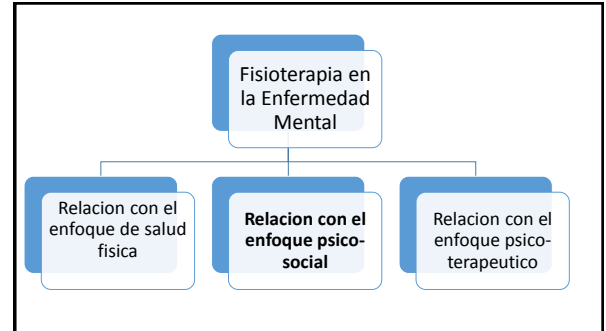 Fisioterapia en
la Enfermedad
Mental
Relacion con el
enfoque de salud
fisica
Relacion con el
enfoque psico-
social
Relacion con el
enfoque psico-
terapeutico